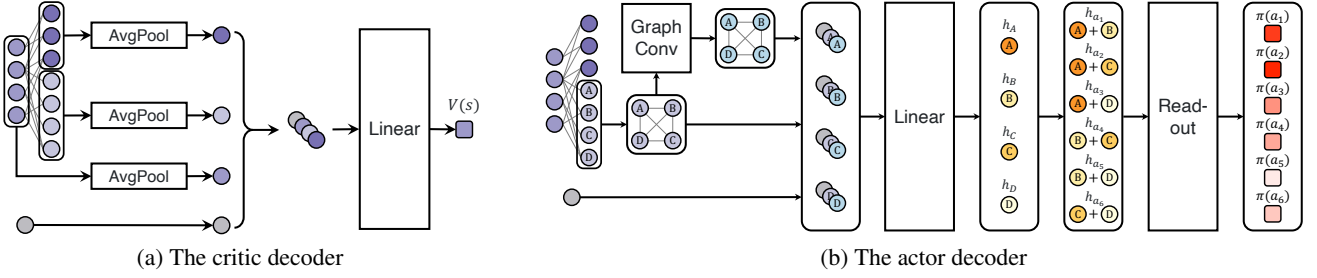 AvgPool
AvgPool
AvgPool
Linear
V(s)
(a) The critic decoder
A
B
C
D
Graph
Conv
A B
D C
A B
D C
A
A
B
B
C
C
D
D
Linear
h_A
A
h_B
B
h_C
C
h_D
D
h_{a_1}
A + B
h_{a_2}
A + C
h_{a_3}
A + D
h_{a_4}
B + C
h_{a_5}
B + D
h_{a_6}
C + D
Read-
out
π(a_1)
π(a_2)
π(a_3)
π(a_4)
π(a_5)
π(a_6)
(b) The actor decoder